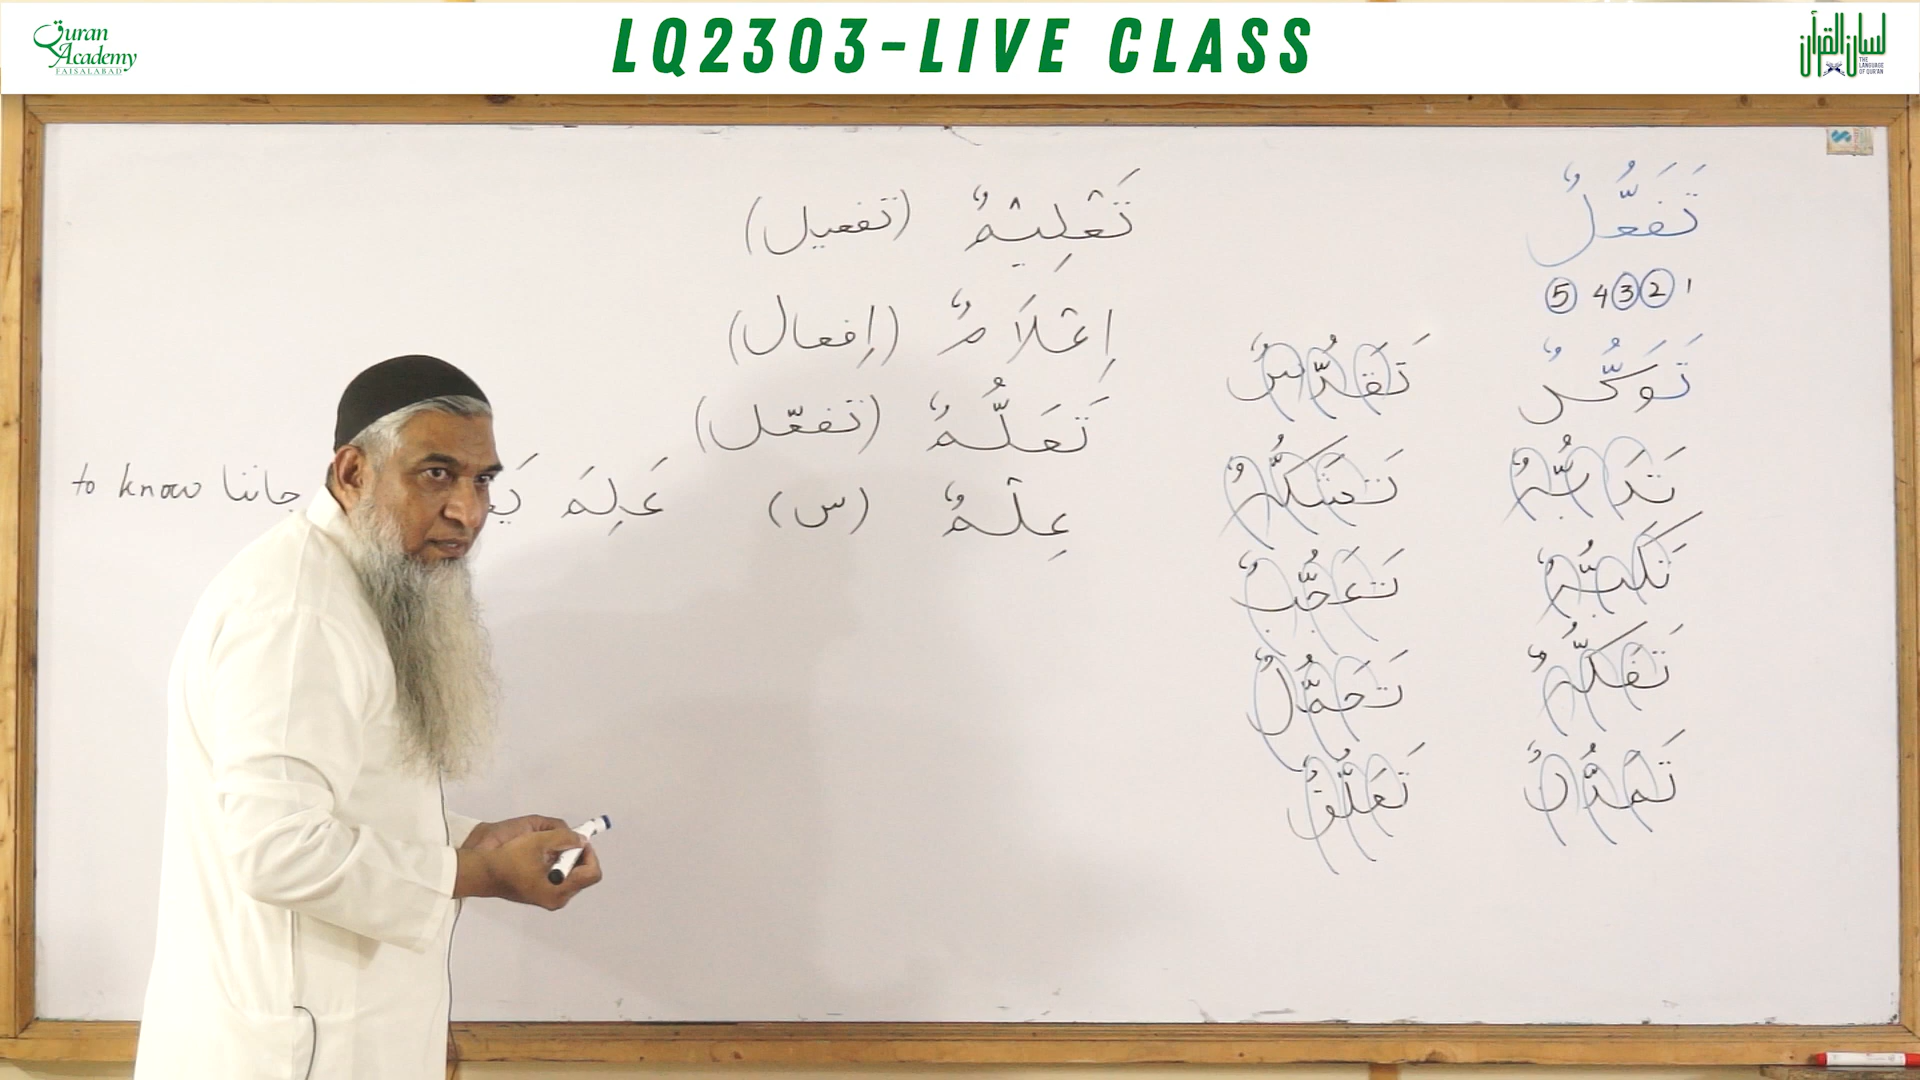 Quran
Academy
FAISALABAD
LQ2303-LIVE CLASS
لسان القرآن
THE
LANGUAGE
OF QUR'AN
تَفَعُّلٌ
1 2 3 4 5
تَوَكُّلٌ
تَدَبُّرٌ
تَكَبُّرٌ
تَفَكُّرٌ
تَقَدُّسٌ
تَشَكُّرٌ
تَعَجُّبٌ
تَحَمُّلٌ
تَعَلُّقٌ
تَعْلِيْمٌ (تفعيل)
إِعْلَامٌ (إفعال)
تَعَلُّمٌ (تفعّل)
عِلْمٌ (س) عَلِمَ جاننا to know